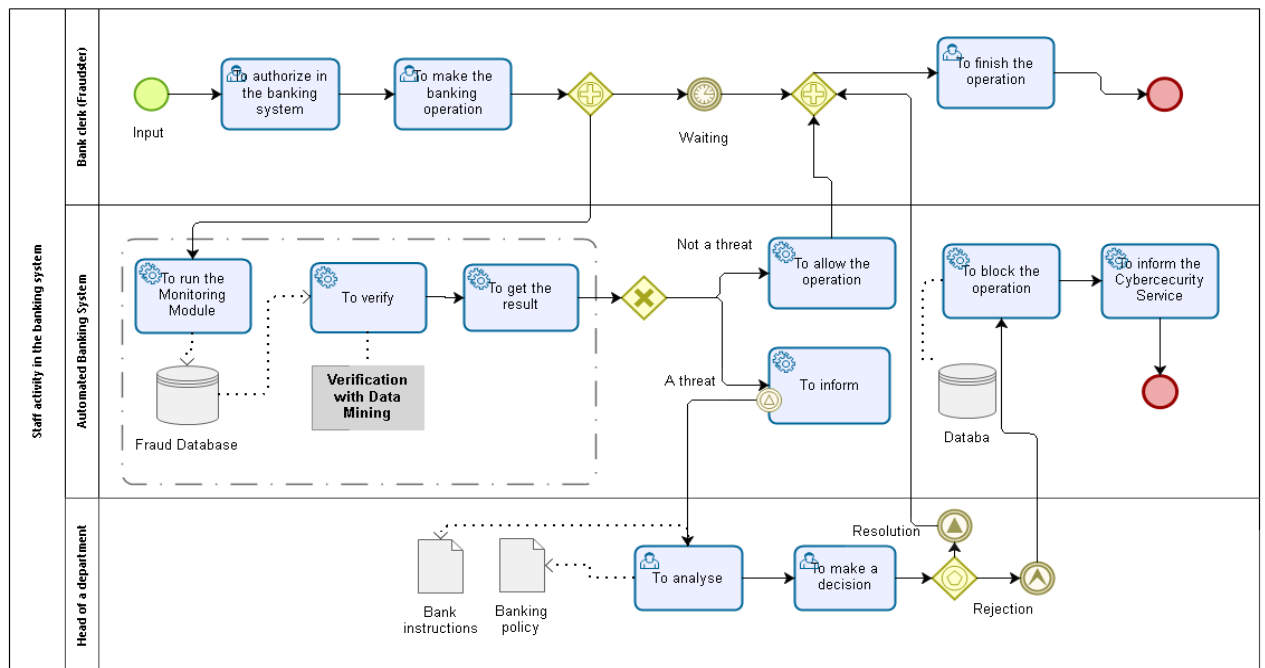 Staff activity in the banking system
Bank clerk (Fraudster)
Input
To authorize in
the banking
system
To make the
banking
operation
Waiting
To finish the
operation
Automated Banking System
To run the
Monitoring
Module
Fraud Database
To verify
Verification
with Data
Mining
To get the
result
Not a threat
To allow the
operation
A threat
To inform
To block the
operation
Databa
To inform the
Cybercecurity
Service
Head of a department
Bank
instructions
Banking
policy
To analyse
To make a
decision
Resolution
Rejection